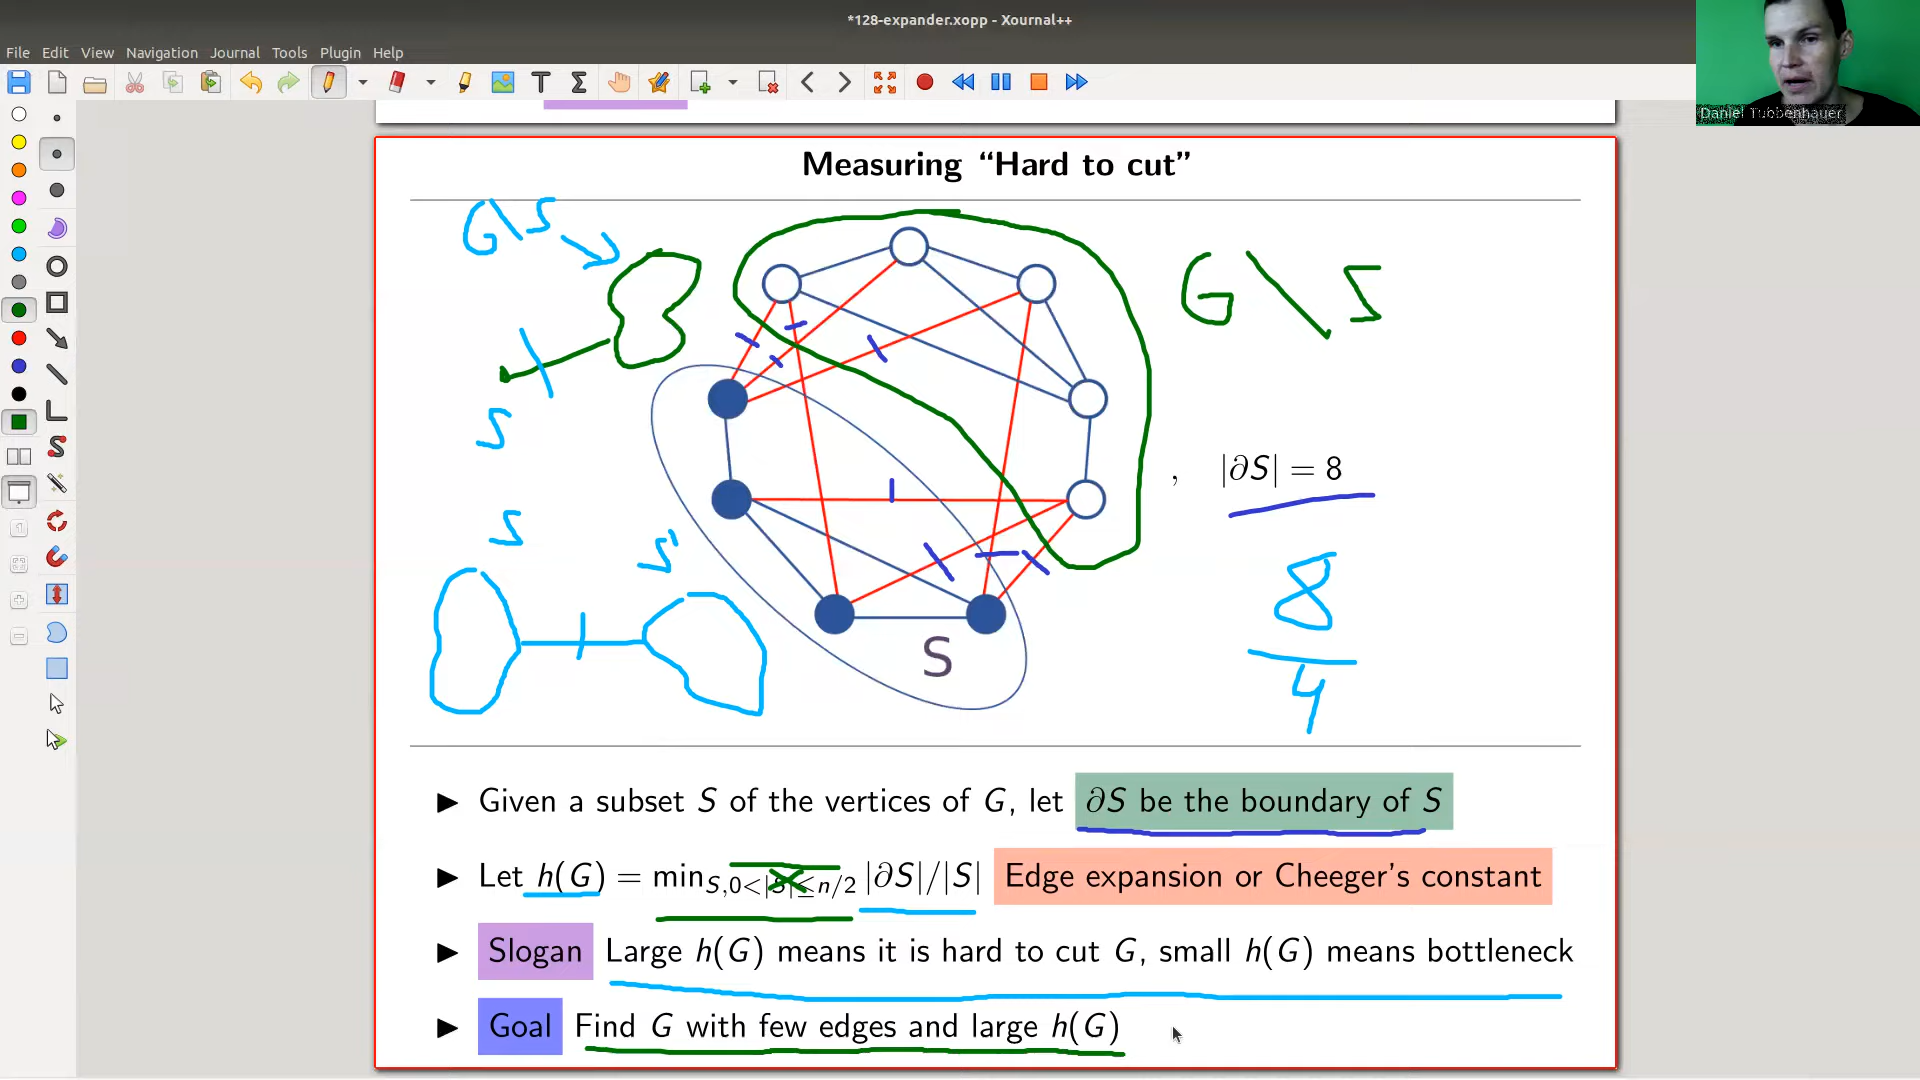 *128-expander.xopp - Xournal++
File Edit View Navigation Journal Tools Plugin Help
Daniel Tubbenhauer
Measuring “Hard to cut”
G\S
G\S
S
, |∂S| = 8
S
S'
8
4
S
▶ Given a subset S of the vertices of G, let ∂S be the boundary of S
▶ Let h(G) = min_{S,0<|S|≤n/2} |∂S|/|S| Edge expansion or Cheeger's constant
▶ Slogan Large h(G) means it is hard to cut G, small h(G) means bottleneck
▶ Goal Find G with few edges and large h(G)